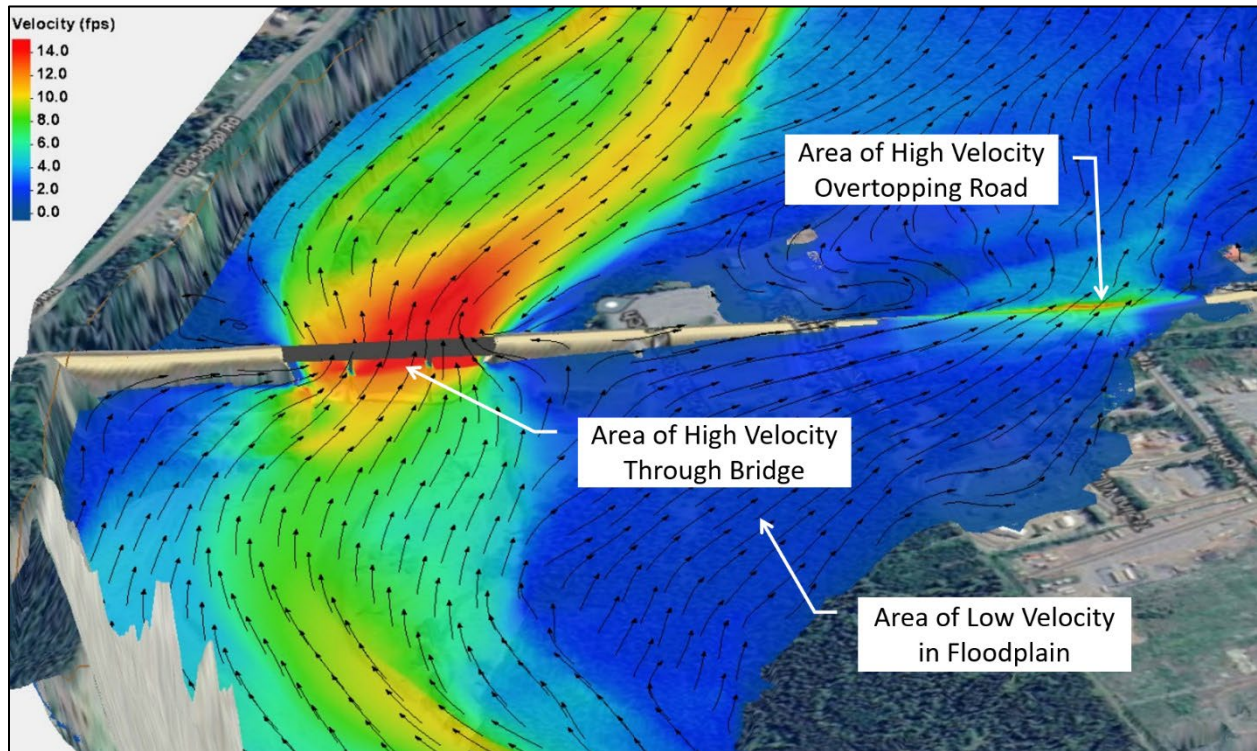 Velocity (fps)
14.0
12.0
10.0
8.0
6.0
4.0
2.0
0.0
Area of High Velocity
Overtopping Road
Area of High Velocity
Through Bridge
Area of Low Velocity
in Floodplain